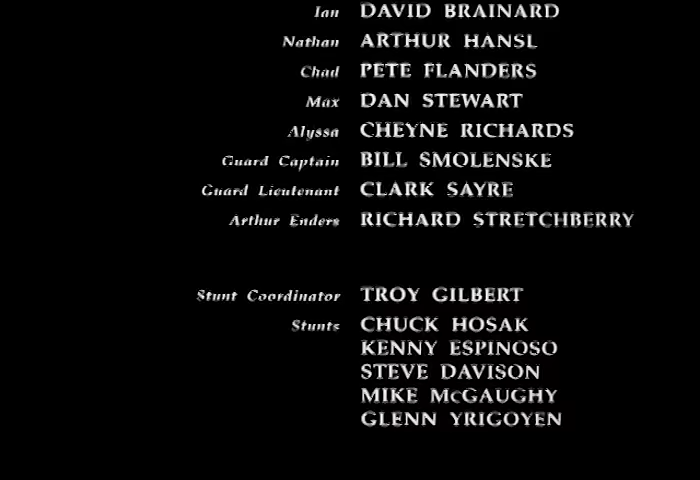 Ian DAVID BRAINARD
Nathan ARTHUR HANSL
Chad PETE FLANDERS
Max DAN STEWART
Alyssa CHEYNE RICHARDS
Guard Captain BILL SMOLENSKE
Guard Lieutenant CLARK SAYRE
Arthur Enders RICHARD STRETCHBERRY
Stunt Coordinator TROY GILBERT
Stunts CHUCK HOSAK
KENNY ESPINOSO
STEVE DAVISON
MIKE McGAUGHY
GLENN YRIGOYEN